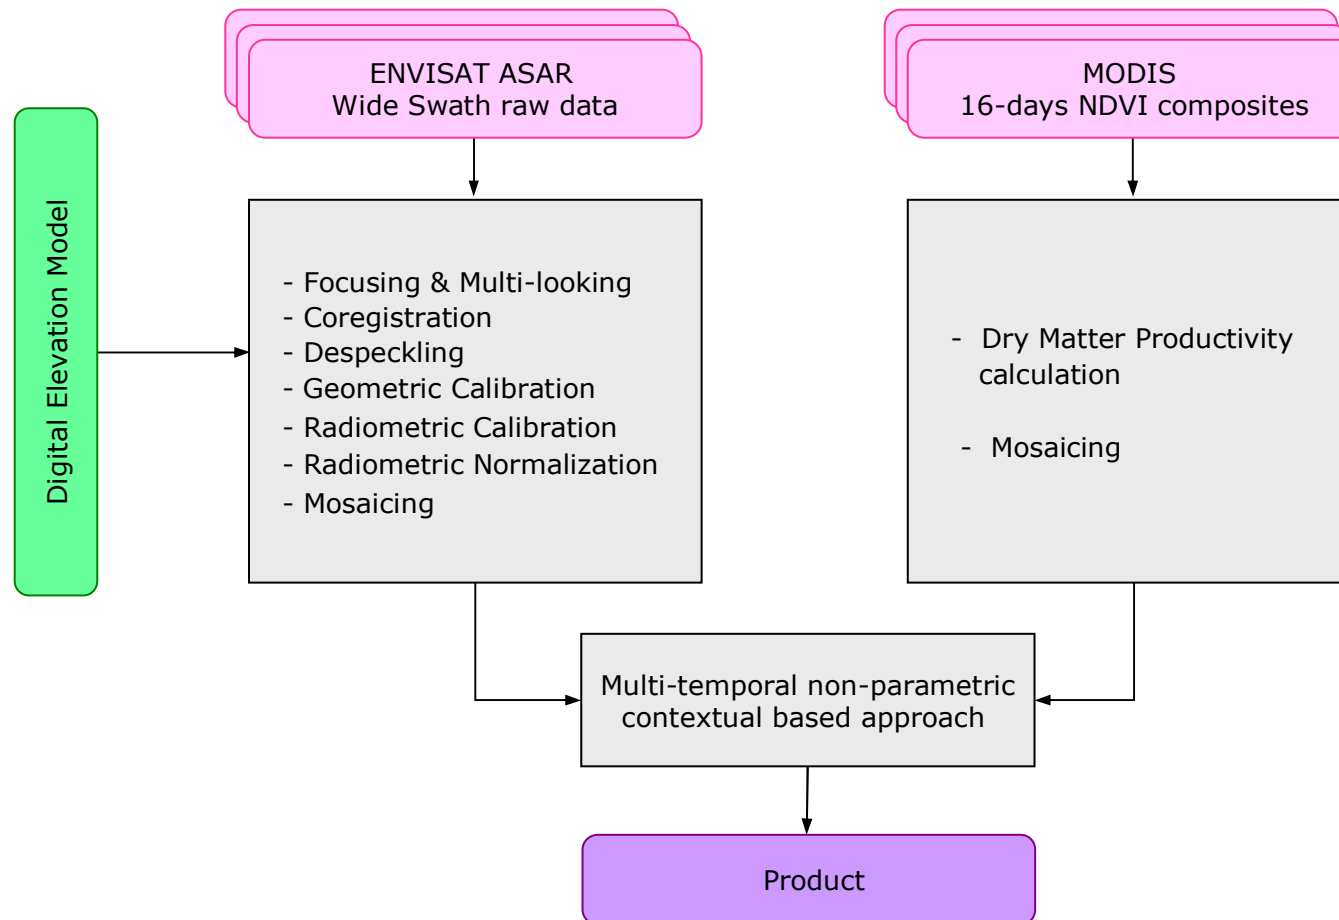 ENVISAT ASAR
Wide Swath raw data
MODIS
16-days NDVI composites
Digital Elevation Model
- Focusing & Multi-looking
- Coregistration
- Despeckling
- Geometric Calibration
- Radiometric Calibration
- Radiometric Normalization
- Mosaicing
- Dry Matter Productivity
calculation
- Mosaicing
Multi-temporal non-parametric
contextual based approach
Product